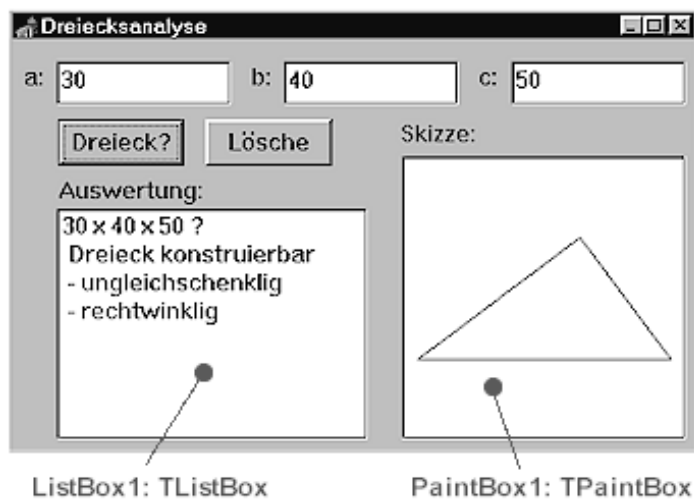 Dreiecksanalyse
a: 30 b: 40 c: 50
Dreieck? Lösche
Skizze:
Auswertung:
30 x 40 x 50 ?
Dreieck konstruierbar
- ungleichschenklig
- rechtwinklig
ListBox1: TListBox PaintBox1: TPaintBox